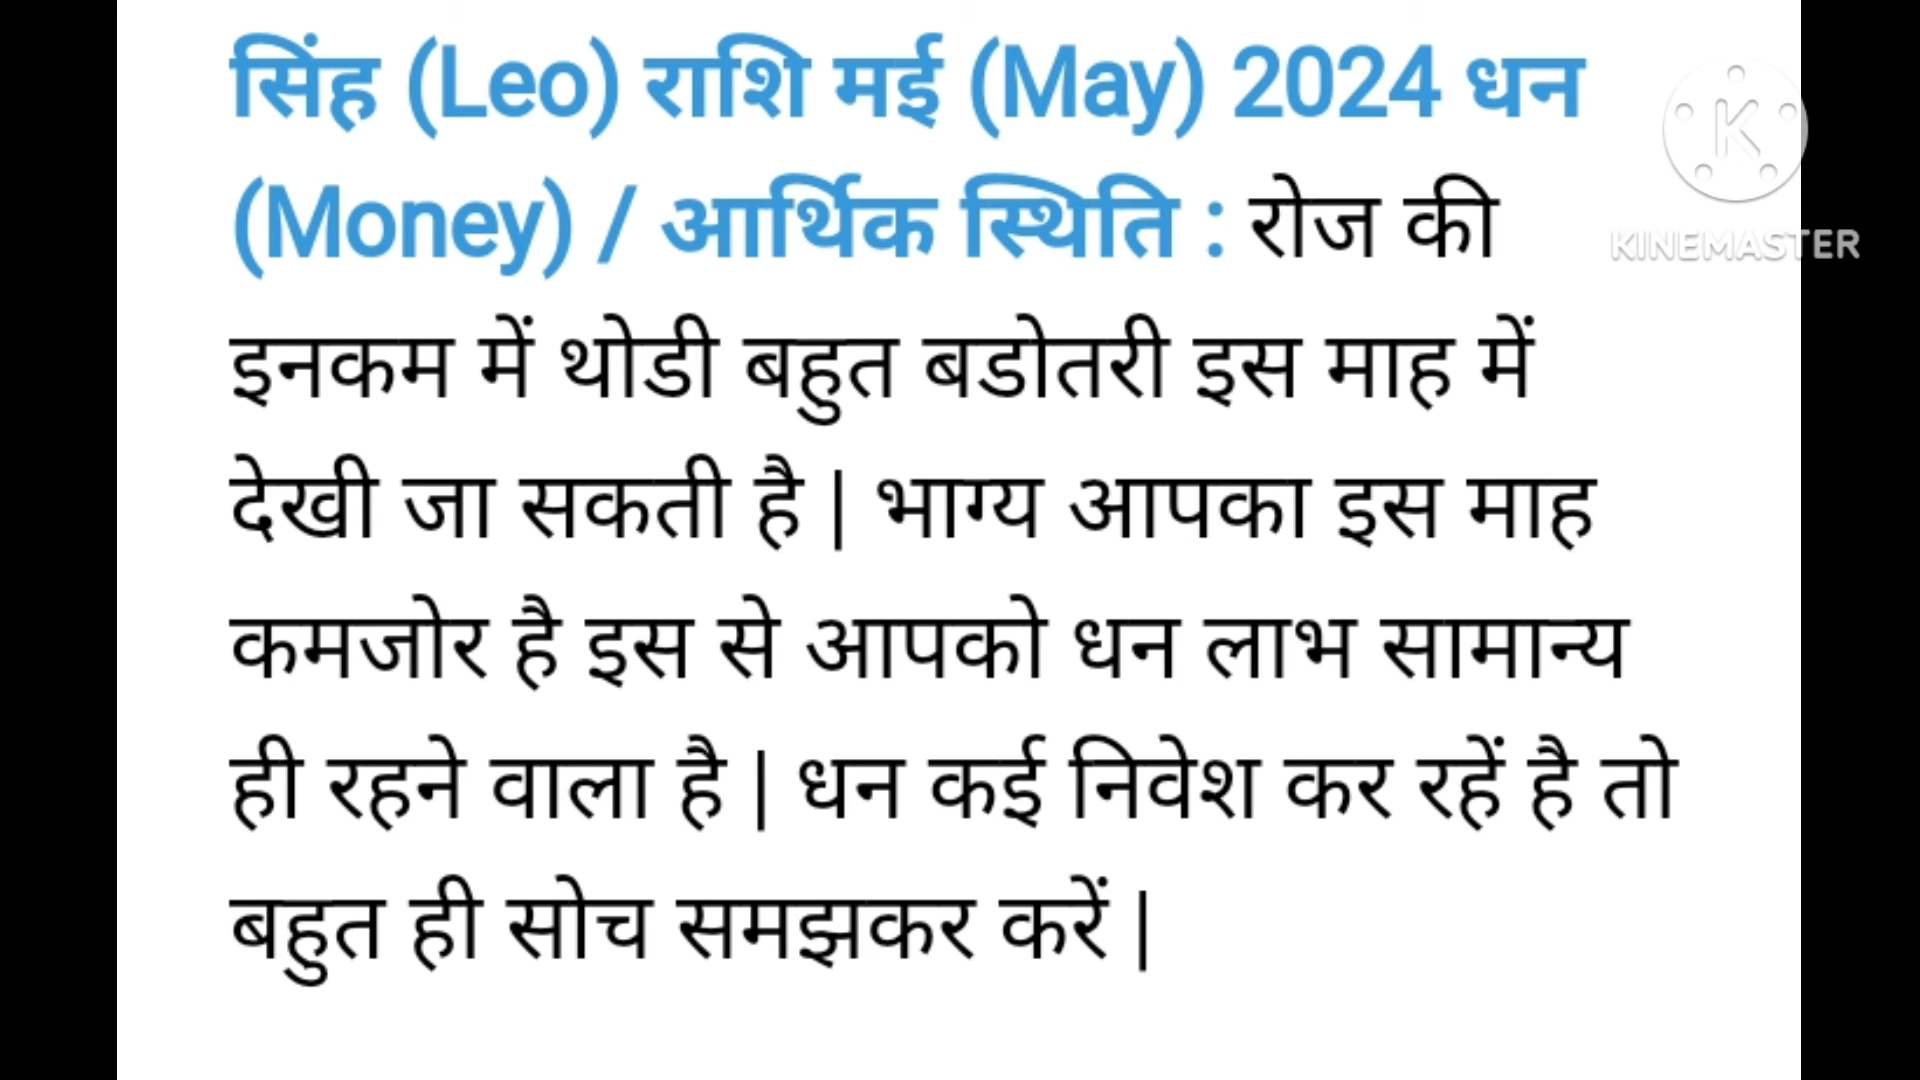 सिंह (Leo) राशि मई (May) 2024 धन
(Money) / आर्थिक स्थिति : रोज की
इनकम में थोडी बहुत बडोतरी इस माह में
देखी जा सकती है | भाग्य आपका इस माह
कमजोर है इस से आपको धन लाभ सामान्य
ही रहने वाला है | धन कई निवेश कर रहें है तो
बहुत ही सोच समझकर करें |
K
KINEMASTER